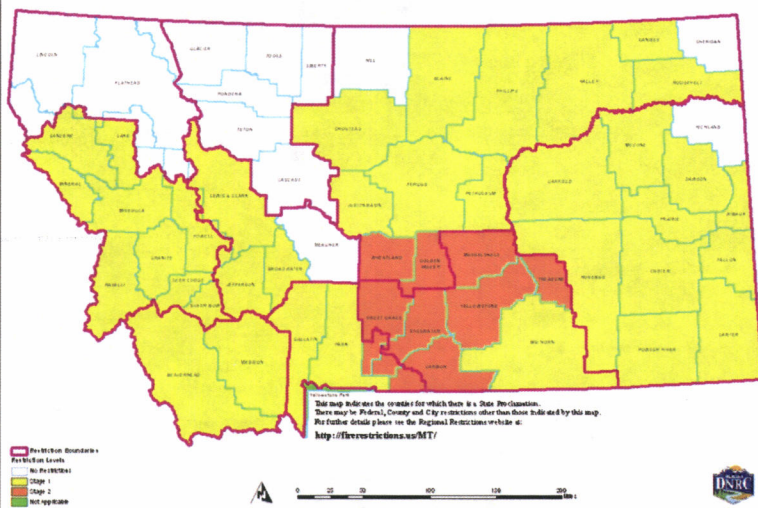 LINCOLN
FLATHEAD
GLACIER
TOOLE
LIBERTY
HILL
BLAINE
PHILLIPS
VALLEY
DANIELS
SHERIDAN
ROOSEVELT
PONDERA
TETON
CHOUTEAU
RICHLAND
SANDERS
LAKE
CASCADE
MCCONE
DAWSON
LEWIS & CLARK
FERGUS
PETROLEUM
GARFIELD
MINERAL
MISSOULA
JUDITH BASIN
PRAIRIE
WIBAUX
POWELL
MEAGHER
GRANITE
WHEATLAND
GOLDEN
VALLEY
MUSSELSHELL
BROADWATER
ROSEBUD
CUSTER
FALLON
RAVALLI
DEER LODGE
JEFFERSON
TREASURE
SILVER BOW
SWEET GRASS
YELLOWSTONE
STILLWATER
GALLATIN
PARK
BIG HORN
POWDER RIVER
CARTER
MADISON
BEAVERHEAD
CARBON
Yellowstone Park
This map indicates the counties for which there is a State Proclamation.
There may be Federal, County and City restrictions other than those indicated by this map.
For further details please see the Regional Restrictions website at:
http://firerestrictions.us/MT/
Restriction Boundaries
Restriction Levels
No Restrictions
Stage 1
Stage 2
Not Applicable
0 25 50 100 150 200
Miles
DNRC